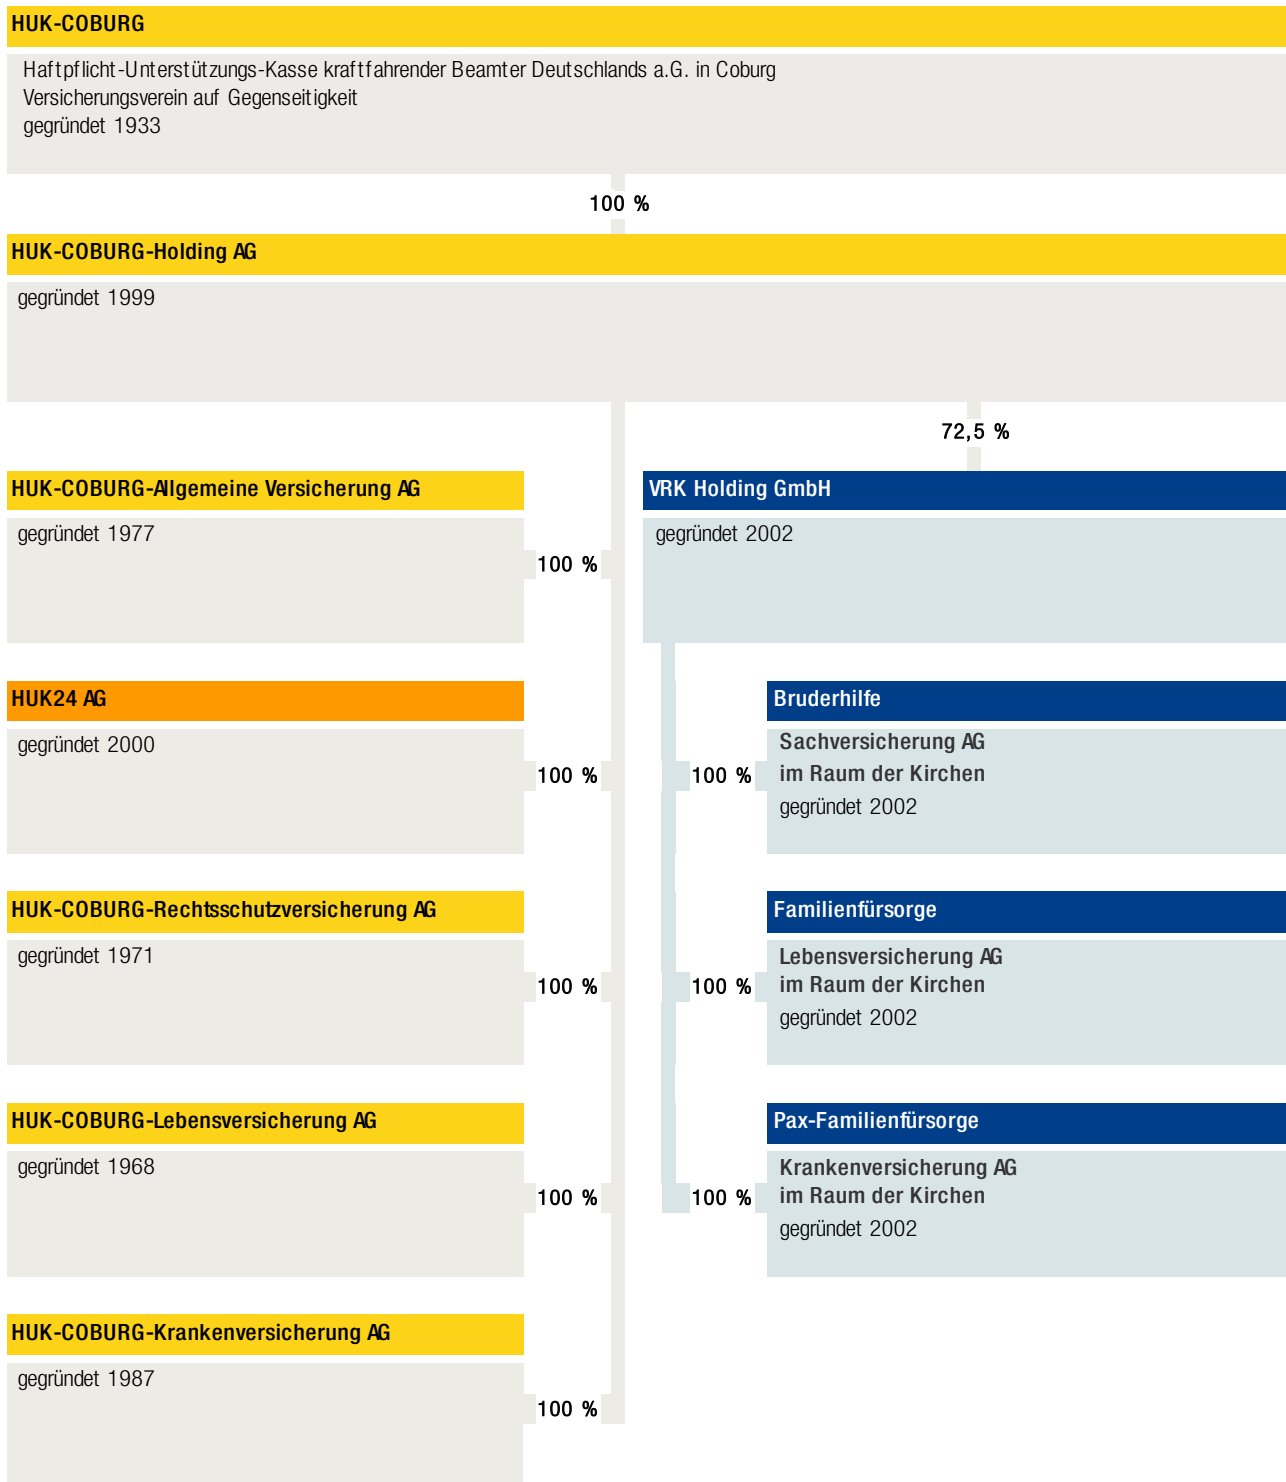 HUK-COBURG
Haftpflicht-Unterstützungs-Kasse kraftfahrender Beamter Deutschlands a.G. in Coburg
Versicherungsverein auf Gegenseitigkeit
gegründet 1933
100 %
HUK-COBURG-Holding AG
gegründet 1999
72,5 %
HUK-COBURG-Allgemeine Versicherung AG
gegründet 1977
100 %
VRK Holding GmbH
gegründet 2002
HUK24 AG
gegründet 2000
100 %
100 %
Bruderhilfe
Sachversicherung AG
im Raum der Kirchen
gegründet 2002
HUK-COBURG-Rechtsschutzversicherung AG
gegründet 1971
100 %
100 %
Familienfürsorge
Lebensversicherung AG
im Raum der Kirchen
gegründet 2002
HUK-COBURG-Lebensversicherung AG
gegründet 1968
100 %
100 %
Pax-Familienfürsorge
Krankenversicherung AG
im Raum der Kirchen
gegründet 2002
HUK-COBURG-Krankenversicherung AG
gegründet 1987
100 %